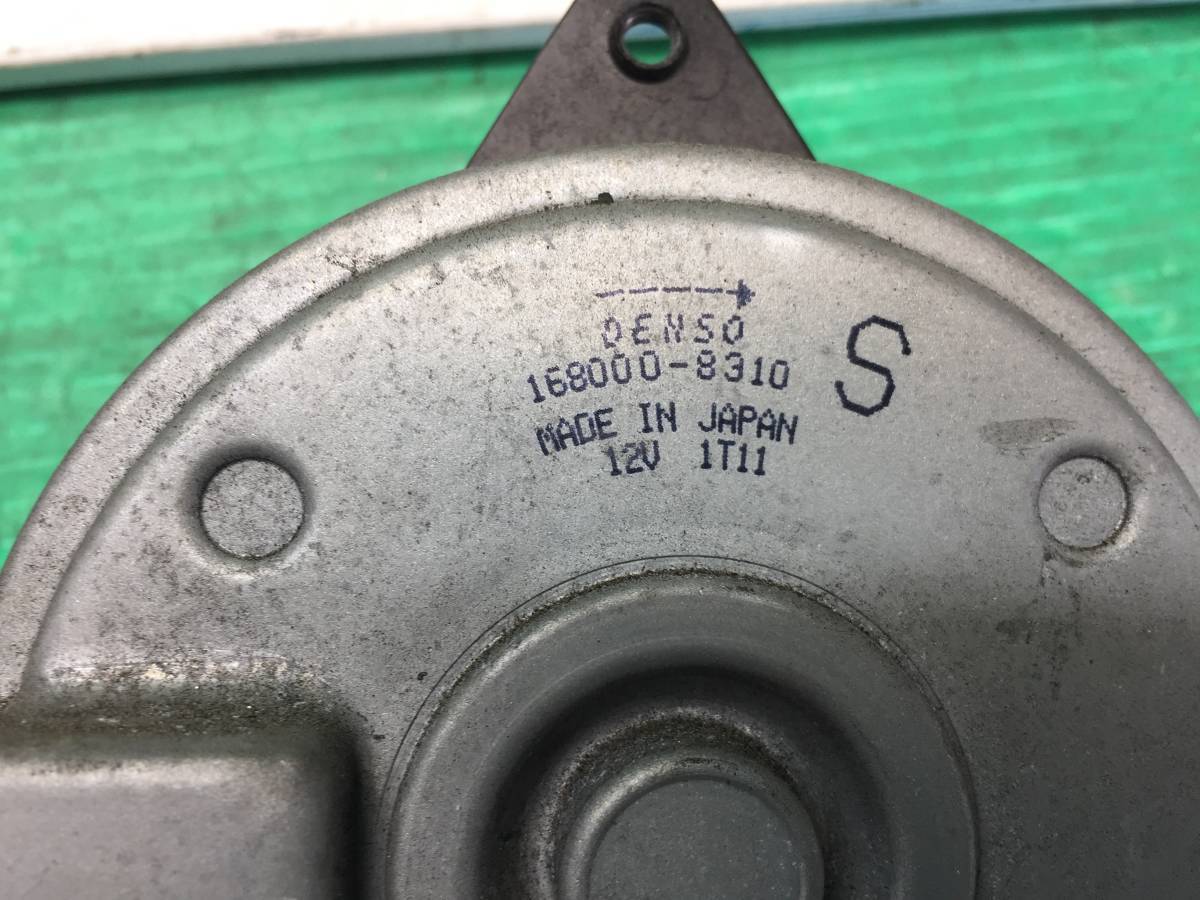 DENSO
168000-8310
S
MADE IN JAPAN
12V 1T11